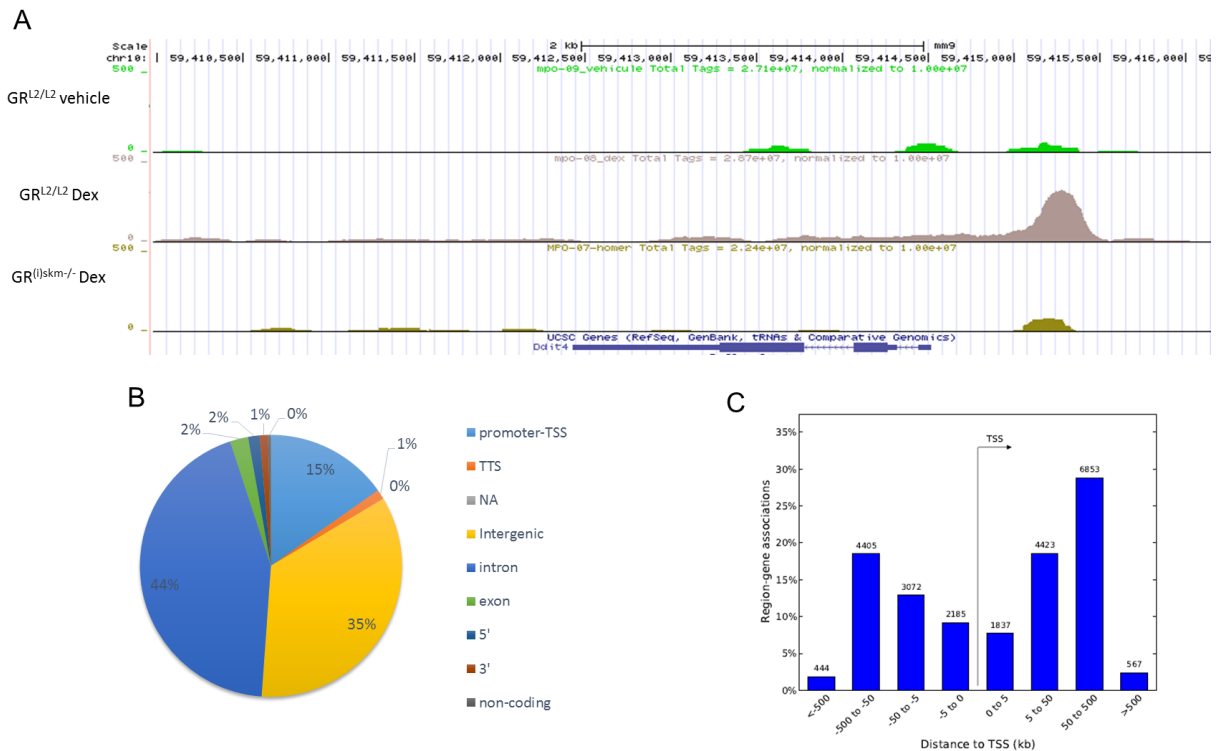 A
Scale 2 kb mm9
chr10: 59,410,500 59,411,000 59,411,500 59,412,000 59,412,500 59,413,000 59,413,500 59,414,000 59,414,500 59,415,000 59,415,500 59,416,000 59
500 mpo-09_vehicule Total Tags = 2.71e+07, normalized to 1.00e+07
GR^L2/L2 vehicle
0
500 mpo-08_dex Total Tags = 2.87e+07, normalized to 1.00e+07
GR^L2/L2 Dex
0
500 MPO-07-homer Total Tags = 2.24e+07, normalized to 1.00e+07
GR^(i)skm-/- Dex
0
UCSC Genes (RefSeq, GenBank, tRNAs & Comparative Genomics)
Ddit4
B
2% 2% 1% 0%
15%
1%
0%
44%
35%
promoter-TSS
TTS
NA
Intergenic
intron
exon
5'
3'
non-coding
C
Region-gene associations
35%
30%
25%
20%
15%
10%
5%
0%
TSS
444 4405 3072 2185 1837 4423 6853 567
<-500 -500 to -50 -50 to -5 -5 to 0 0 to 5 5 to 50 50 to 500 >500
Distance to TSS (kb)